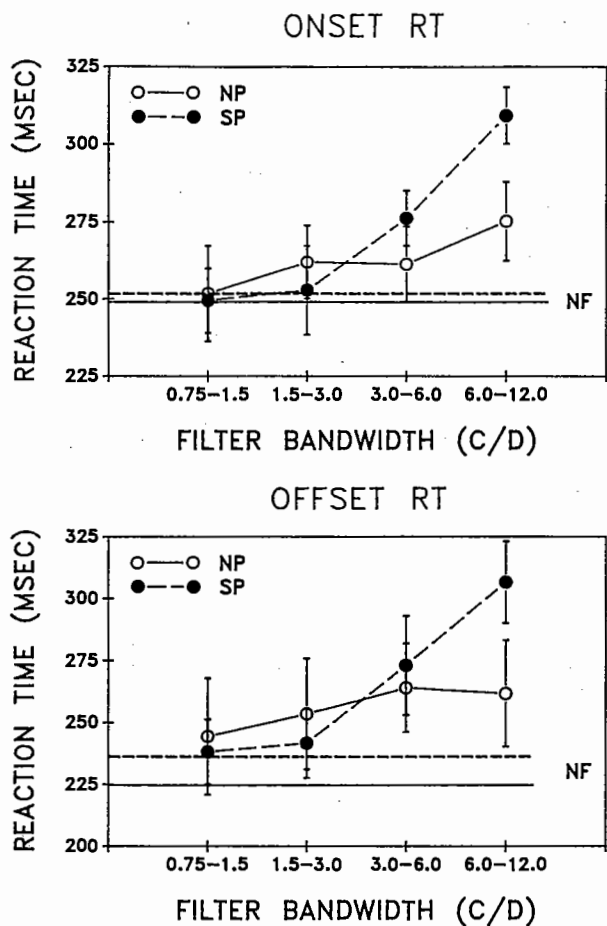 ONSET RT
REACTION TIME (MSEC)
325
300
275
250
225
NP
SP
NF
0.75–1.5 1.5–3.0 3.0–6.0 6.0–12.0
FILTER BANDWIDTH (C/D)
OFFSET RT
REACTION TIME (MSEC)
325
300
275
250
225
200
NP
SP
NF
0.75–1.5 1.5–3.0 3.0–6.0 6.0–12.0
FILTER BANDWIDTH (C/D)